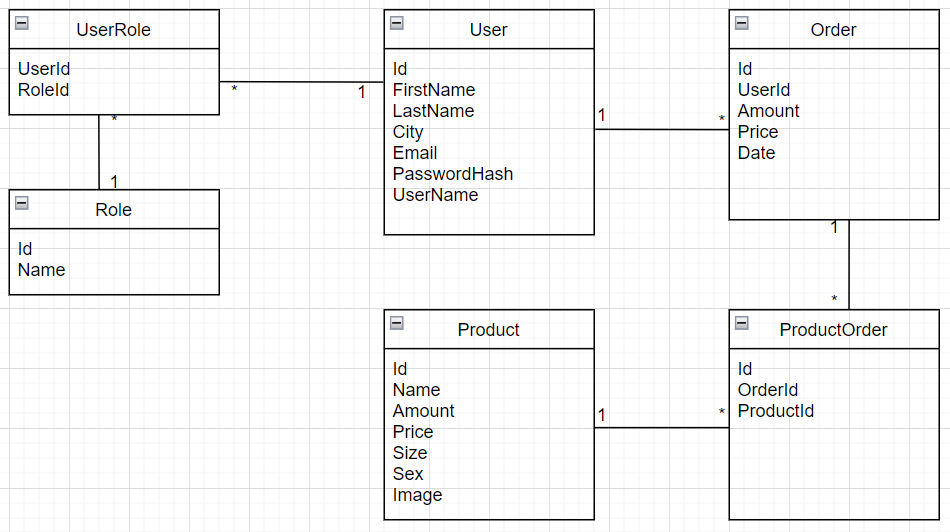 UserRole
UserId
RoleId
*
1
*
1
Role
Id
Name
User
Id
FirstName
LastName
City
Email
PasswordHash
UserName
1
*
Order
Id
UserId
Amount
Price
Date
1
*
Product
Id
Name
Amount
Price
Size
Sex
Image
1
*
ProductOrder
Id
OrderId
ProductId